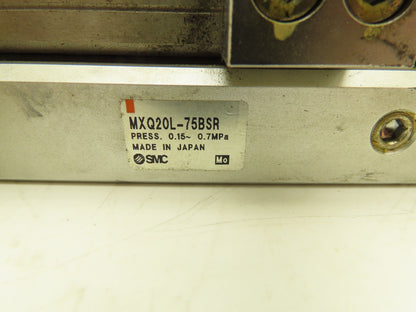 MXQ20L-75BSR
PRESS. 0.15~ 0.7MPa
MADE IN JAPAN
SMC Mo